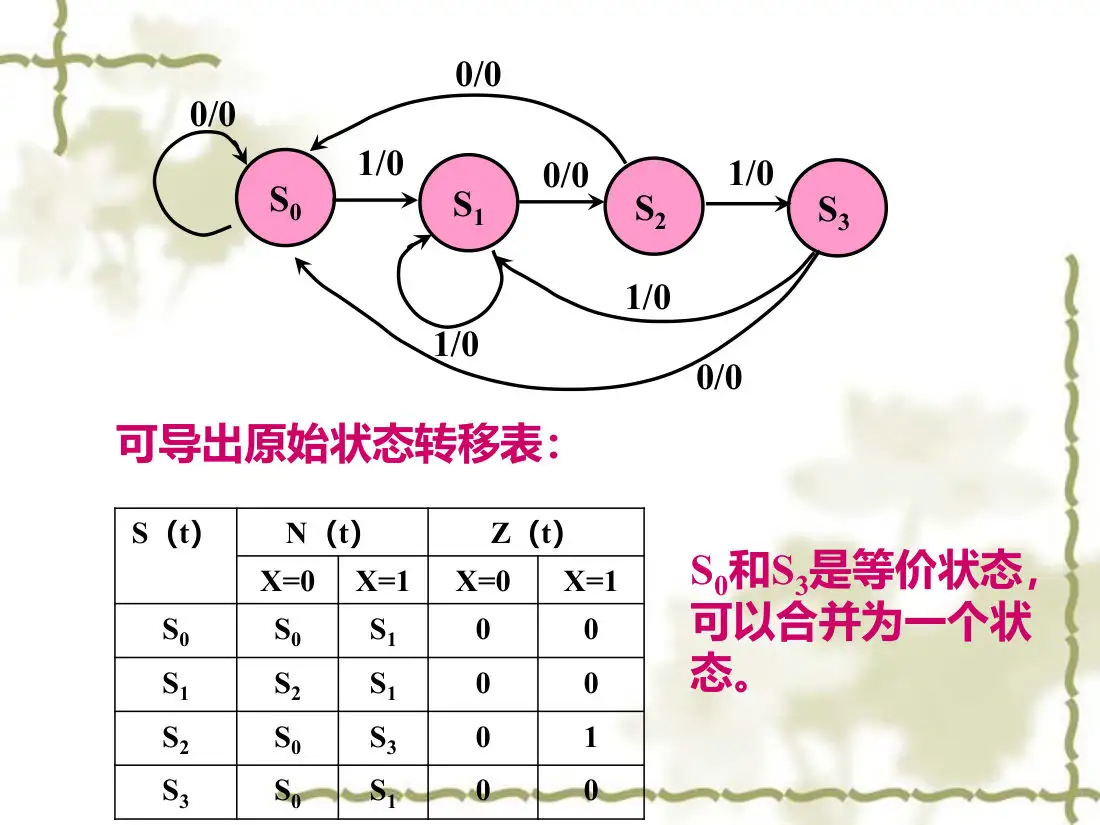 0/0
0/0
1/0
0/0
1/0
S₀
S₁
S₂
S₃
1/0
1/0
0/0
可导出原始状态转移表：
S（t） N（t） Z（t）
X=0 X=1 X=0 X=1
S₀ S₀ S₁ 0 0
S₁ S₂ S₁ 0 0
S₂ S₀ S₃ 0 1
S₃ S₀ S₁ 0 0
S₀和S₃是等价状态，
可以合并为一个状
态。